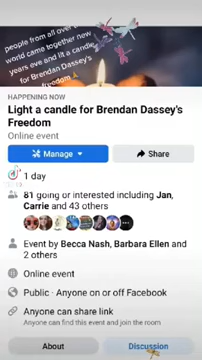 people from all over
world came together new
years eve and lit a candle
for Brendan Dassey's
freedom🙏
HAPPENING NOW
Light a candle for Brendan Dassey's
Freedom
Online event
Manage
Share
1 day
81 going or interested including Jan,
Carrie and 43 others
Event by Becca Nash, Barbara Ellen and
2 others
Online event
Public · Anyone on or off Facebook
Anyone can share link
Anyone can find this event and join the room
About
Discussion